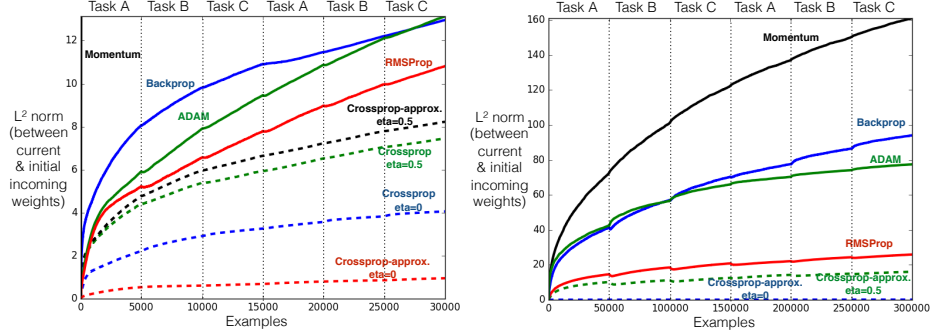 Task A Task B Task C Task A Task B Task C
12
10
8
6
4
2
0
L² norm
(between
current
& initial
incoming
weights)
Momentum
Backprop
ADAM
RMSProp
Crossprop-approx.
eta=0.5
Crossprop
eta=0.5
Crossprop
eta=0
Crossprop-approx.
eta=0
0 5000 10000 15000 20000 25000 30000
Examples
Task A Task B Task C Task A Task B Task C
160
140
120
100
80
60
40
20
0
L² norm
(between
current
& initial
incoming
weights)
Momentum
Backprop
ADAM
RMSProp
Crossprop-approx.
eta=0
Crossprop-approx.
eta=0.5
0 50000 100000 150000 200000 250000 300000
Examples